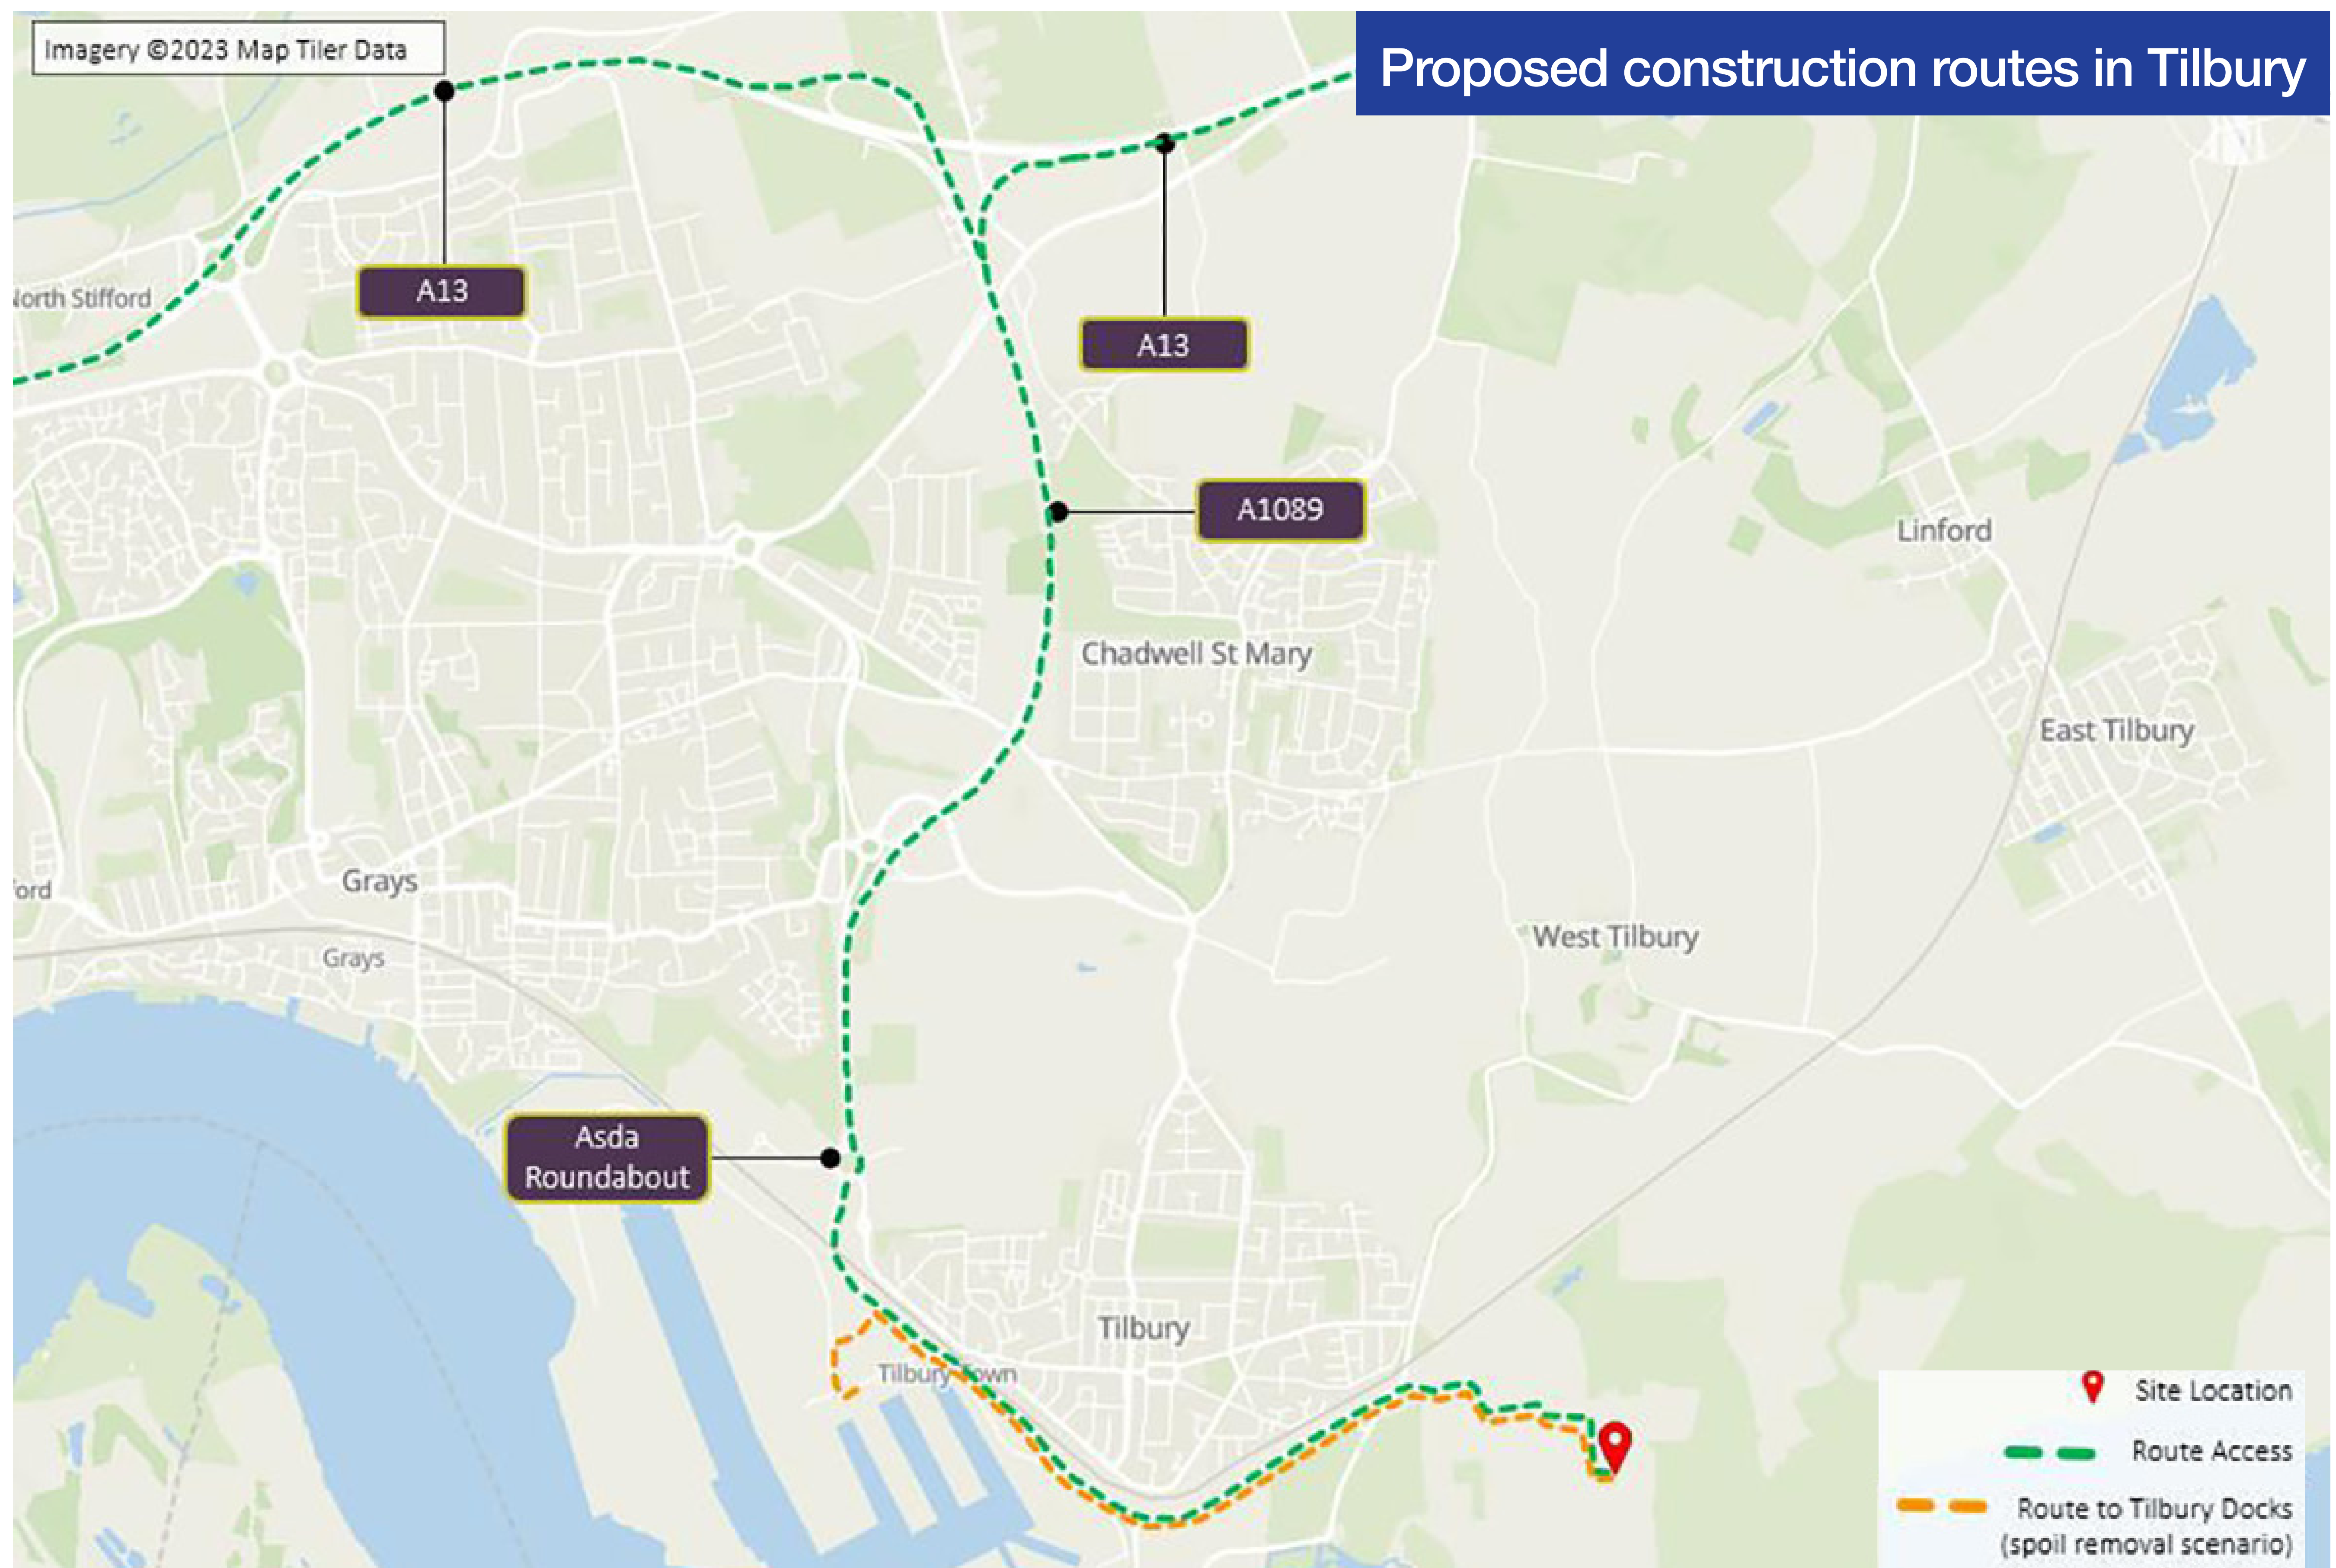 Imagery ©2023 Map Tiler Data
Proposed construction routes in Tilbury
A13
North Stifford
A13
A1089
Linford
Chadwell St Mary
East Tilbury
Grays
ord
West Tilbury
Grays
Asda
Roundabout
Tilbury
Tilbury Town
Site Location
Route Access
Route to Tilbury Docks
(spoil removal scenario)